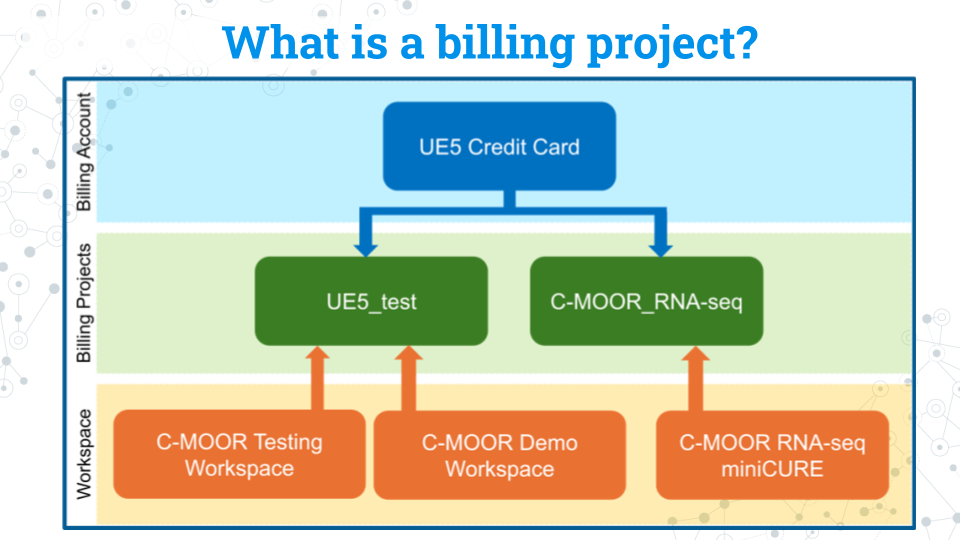 What is a billing project?
Billing Account
UE5 Credit Card
Billing Projects
UE5_test
C-MOOR_RNA-seq
Workspace
C-MOOR Testing
Workspace
C-MOOR Demo
Workspace
C-MOOR RNA-seq
miniCURE